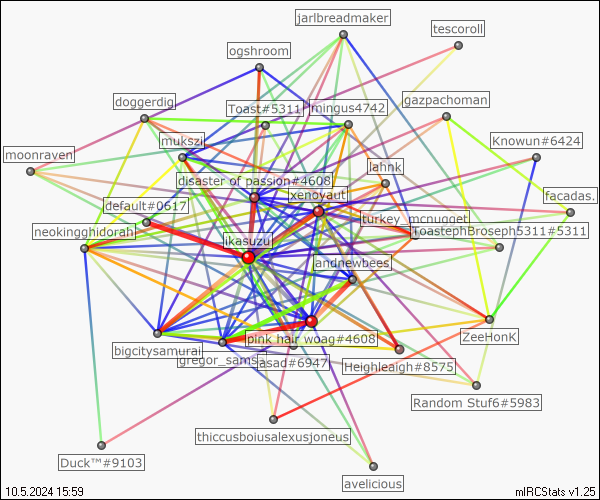 jarlbreadmaker
tescoroll
ogshroom
doggerdig
Toast#5311
mingus4742
gazpachoman
mukszi
Knowun#6424
moonraven
lahnk
disaster of passion#4608
xenoyaut
facadas.
default#0617
turkey_mcnugget
neokingghidorah
ikasuzu
ToastephBroseph5311#5311
andnewbees
pink hair woag#4608
ZeeHonK
bigcitysamurai
gregor_samsa
asad#6947
Heighleaigh#8575
Random Stuf6#5983
thiccusboiusalexusjoneus
Duck™#9103
avelicious
10.5.2024 15:59
mIRCStats v1.25